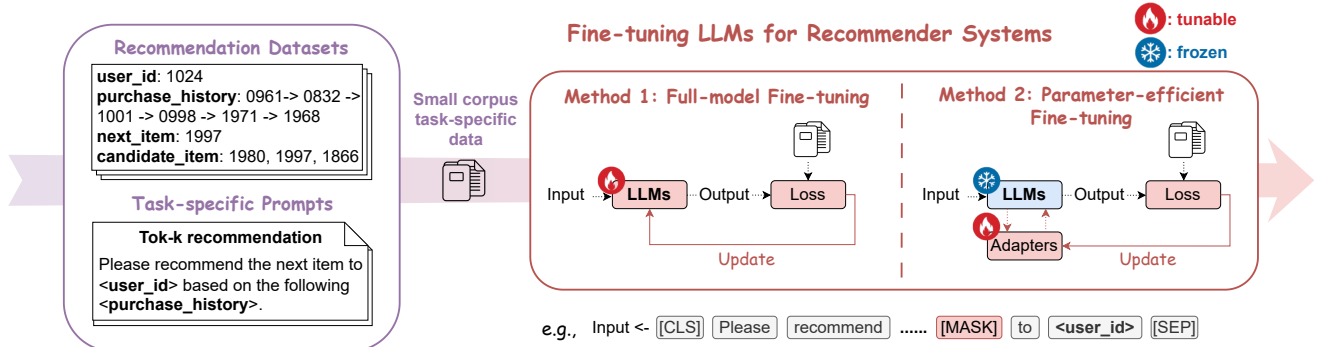 Recommendation Datasets
user_id: 1024
purchase_history: 0961-> 0832 ->
1001 -> 0998 -> 1971 -> 1968
next_item: 1997
candidate_item: 1980, 1997, 1866
Task-specific Prompts
Tok-k recommendation
Please recommend the next item to
<user_id> based on the following
<purchase_history>.
Small corpus
task-specific
data
Fine-tuning LLMs for Recommender Systems
: tunable
: frozen
Method 1: Full-model Fine-tuning
Input
LLMs
Output
Loss
Update
Method 2: Parameter-efficient
Fine-tuning
Input
LLMs
Output
Loss
Adapters
Update
e.g., Input <- [CLS] Please recommend ...... [MASK] to <user_id> [SEP]